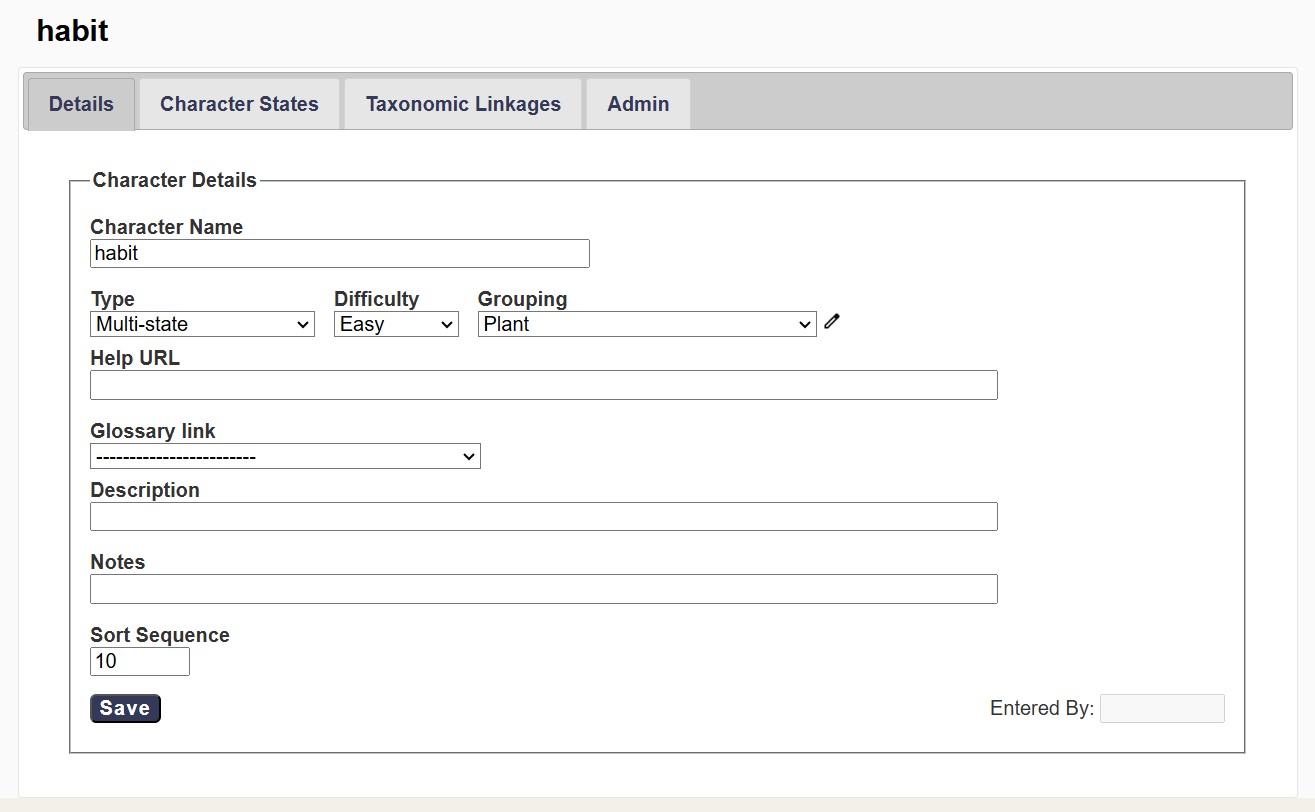 habit
Details Character States Taxonomic Linkages Admin
Character Details
Character Name
habit
Type Difficulty Grouping
Multi-state Easy Plant
Help URL
Glossary link
------------------------
Description
Notes
Sort Sequence
10
Save Entered By: